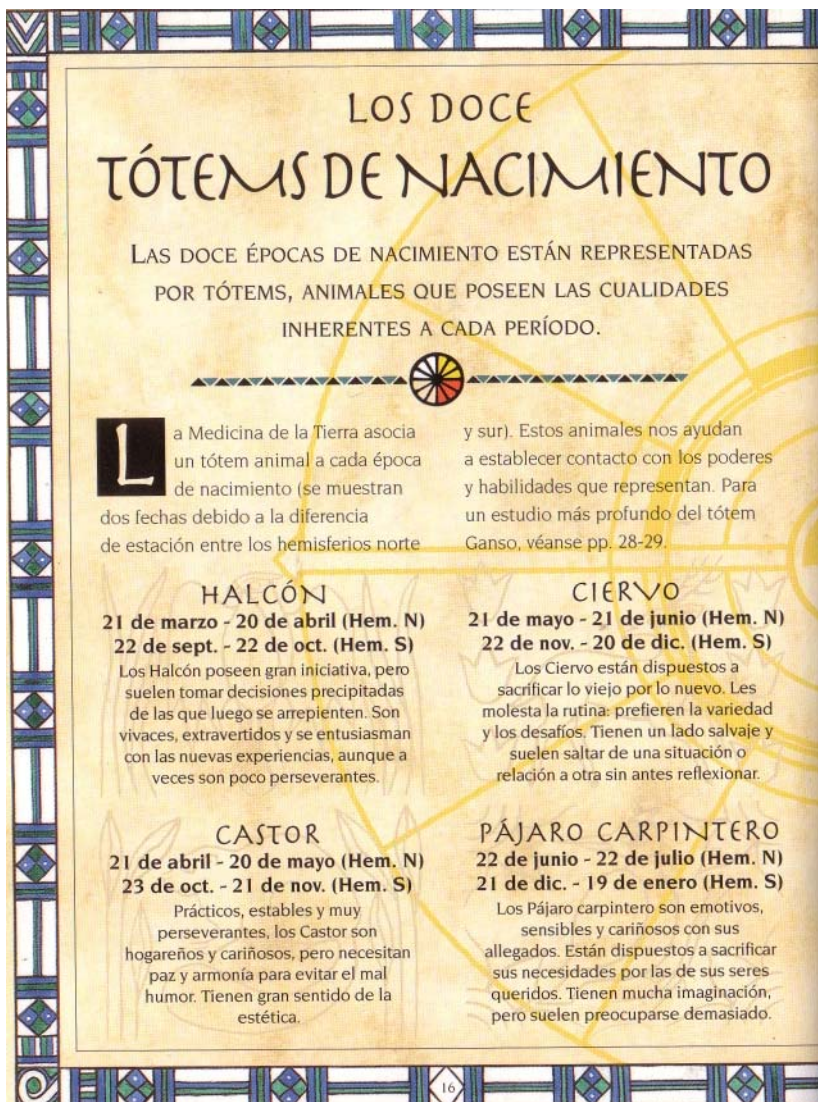 LOS DOCE
TÓTEMS DE NACIMIENTO
LAS DOCE ÉPOCAS DE NACIMIENTO ESTÁN REPRESENTADAS
POR TÓTEMS, ANIMALES QUE POSEEN LAS CUALIDADES
INHERENTES A CADA PERÍODO.
La Medicina de la Tierra asocia
un tótem animal a cada época
de nacimiento (se muestran
dos fechas debido a la diferencia
de estación entre los hemisferios norte
y sur). Estos animales nos ayudan
a establecer contacto con los poderes
y habilidades que representan. Para
un estudio más profundo del tótem
Ganso, véanse pp. 28-29.
HALCÓN
21 de marzo - 20 de abril (Hem. N)
22 de sept. - 22 de oct. (Hem. S)
Los Halcón poseen gran iniciativa, pero
suelen tomar decisiones precipitadas
de las que luego se arrepienten. Son
vivaces, extravertidos y se entusiasman
con las nuevas experiencias, aunque a
veces son poco perseverantes.
CASTOR
21 de abril - 20 de mayo (Hem. N)
23 de oct. - 21 de nov. (Hem. S)
Prácticos, estables y muy
perseverantes, los Castor son
hogareños y cariñosos, pero necesitan
paz y armonía para evitar el mal
humor. Tienen gran sentido de la
estética.
CIERVO
21 de mayo - 21 de junio (Hem. N)
22 de nov. - 20 de dic. (Hem. S)
Los Ciervo están dispuestos a
sacrificar lo viejo por lo nuevo. Les
molesta la rutina: prefieren la variedad
y los desafíos. Tienen un lado salvaje y
suelen saltar de una situación o
relación a otra sin antes reflexionar.
PÁJARO CARPINTERO
22 de junio - 22 de julio (Hem. N)
21 de dic. - 19 de enero (Hem. S)
Los Pájaro carpintero son emotivos,
sensibles y cariñosos con sus
allegados. Están dispuestos a sacrificar
sus necesidades por las de sus seres
queridos. Tienen mucha imaginación,
pero suelen preocuparse demasiado.
16